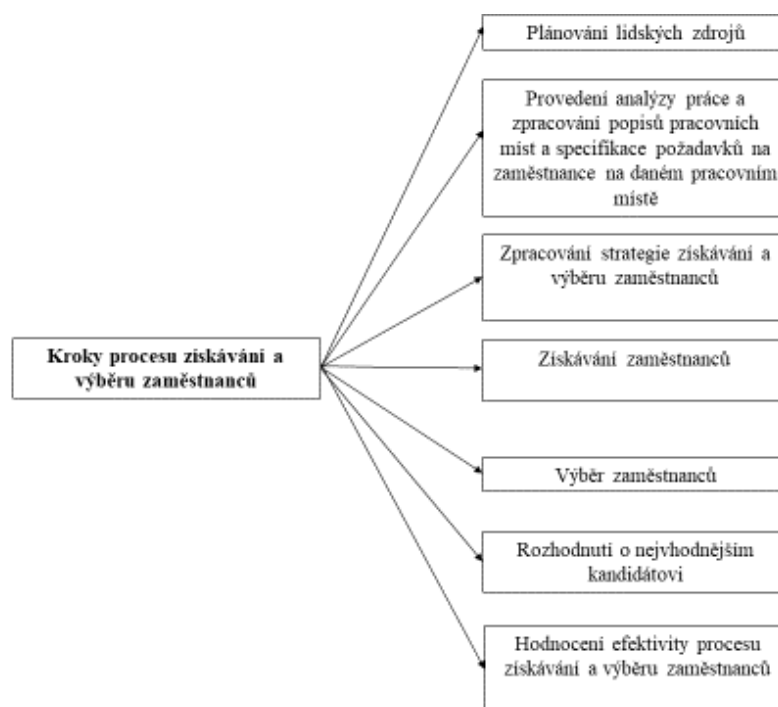 Plánování lidských zdrojů
Provedení analýzy práce a
zpracování popisů pracovních
míst a specifikace požadavků na
zaměstnance na daném pracovním
místě
Zpracování strategie získávání a
výběru zaměstnanců
Kroky procesu získávání a
výběru zaměstnanců
Získávání zaměstnanců
Výběr zaměstnanců
Rozhodnutí o nejvhodnějším
kandidátovi
Hodnocení efektivity procesu
získávání a výběru zaměstnanců